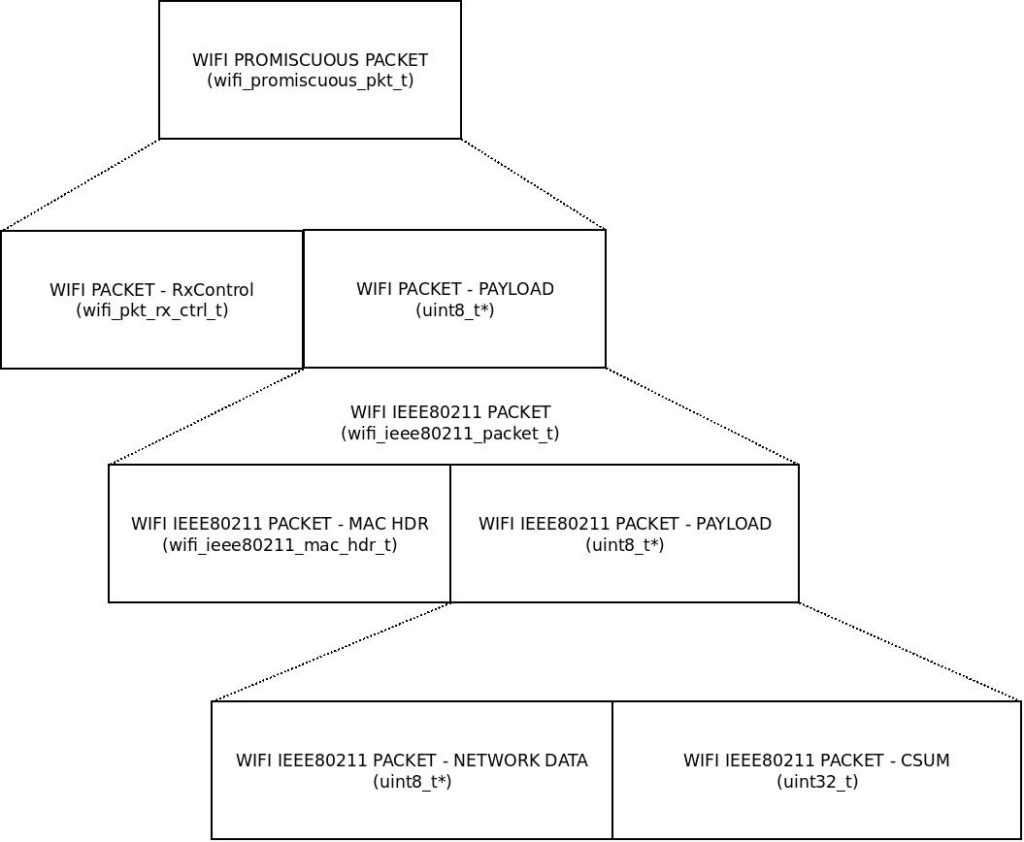 WIFI PROMISCUOUS PACKET
(wifi_promiscuous_pkt_t)
WIFI PACKET - RxControl
(wifi_pkt_rx_ctrl_t)
WIFI PACKET - PAYLOAD
(uint8_t*)
WIFI IEEE80211 PACKET
(wifi_ieee80211_packet_t)
WIFI IEEE80211 PACKET - MAC HDR
(wifi_ieee80211_mac_hdr_t)
WIFI IEEE80211 PACKET - PAYLOAD
(uint8_t*)
WIFI IEEE80211 PACKET - NETWORK DATA
(uint8_t*)
WIFI IEEE80211 PACKET - CSUM
(uint32_t)